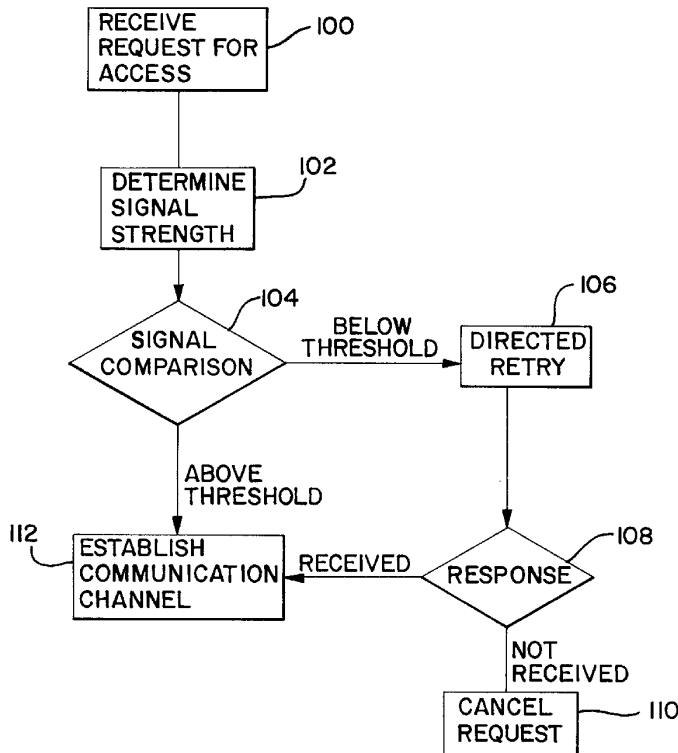 RECEIVE
REQUEST FOR
ACCESS
100
DETERMINE
SIGNAL
STRENGTH
102
SIGNAL
COMPARISON
104
BELOW
THRESHOLD
DIRECTED
RETRY
106
ABOVE
THRESHOLD
112
ESTABLISH
COMMUNICATION
CHANNEL
RECEIVED
RESPONSE
108
NOT
RECEIVED
CANCEL
REQUEST
110